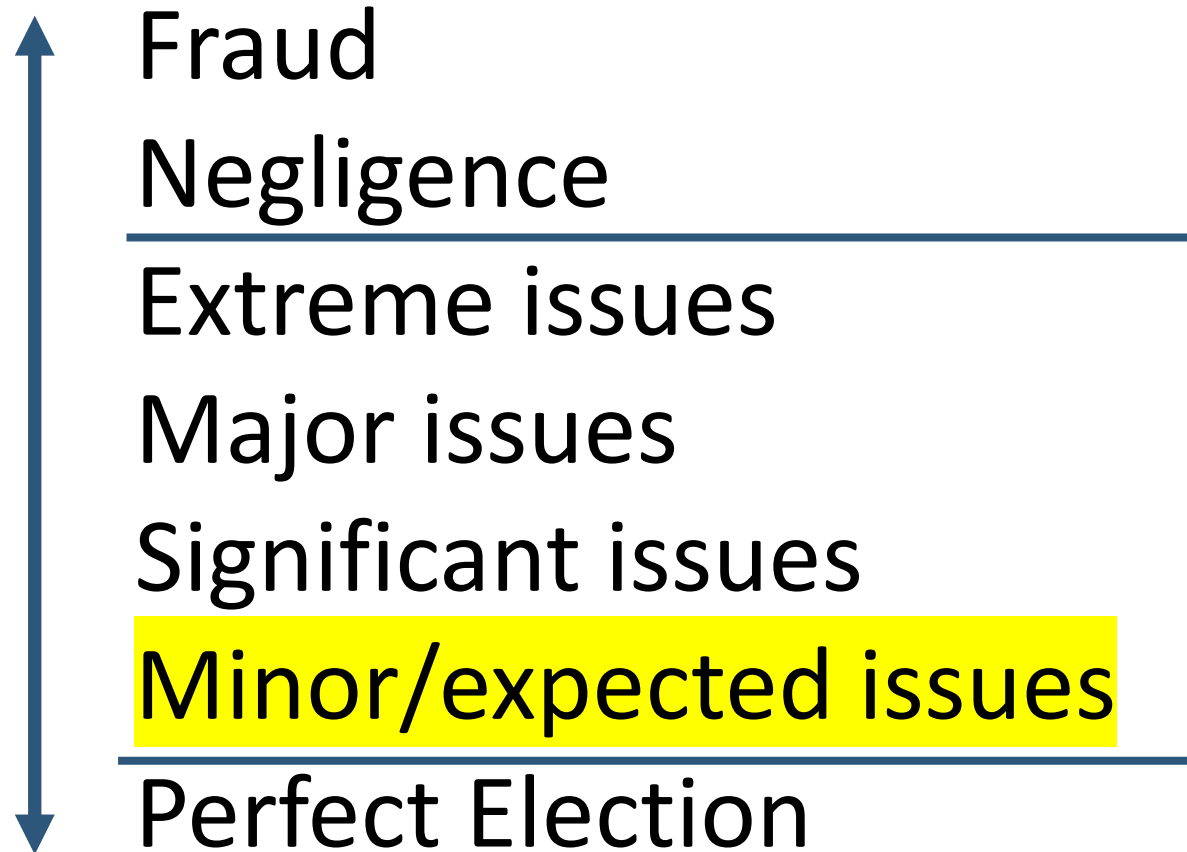 Fraud
Negligence
Extreme issues
Major issues
Significant issues
Minor/expected issues
Perfect Election